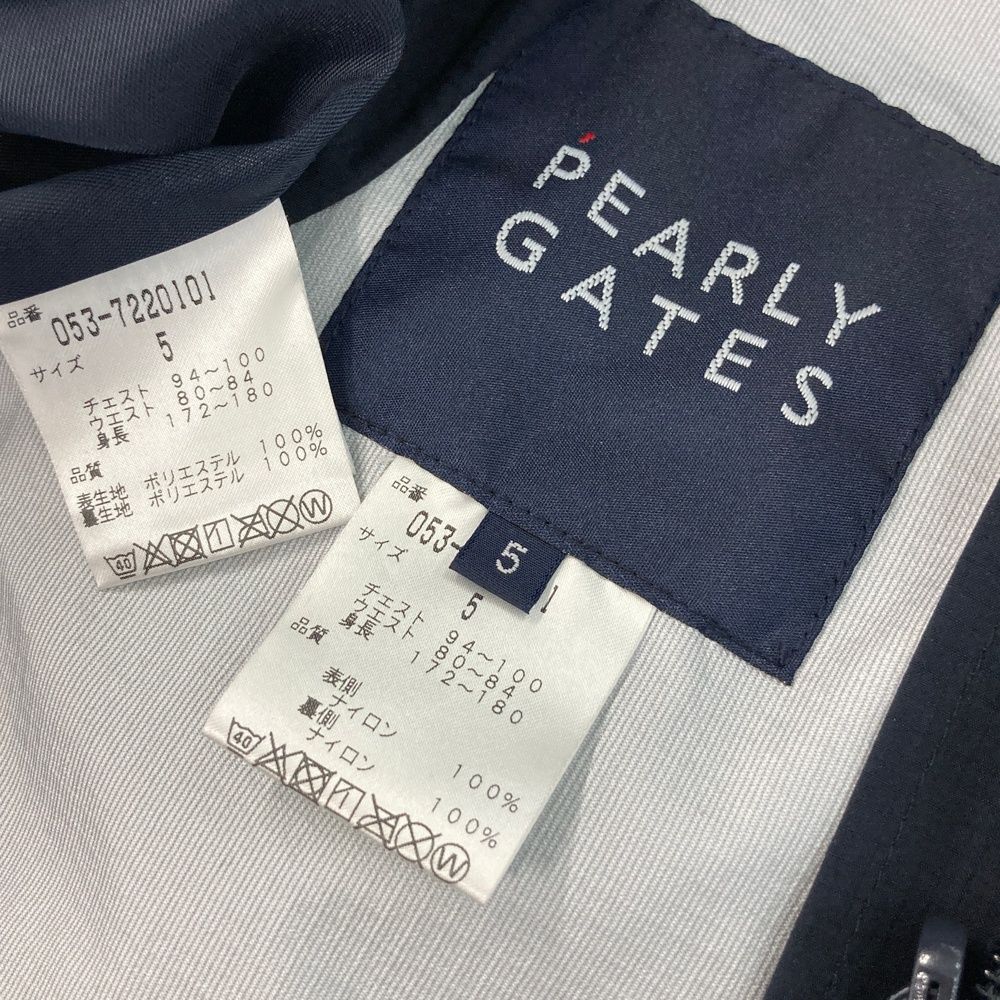 PEARLY
GATES
5
品番 053-7220101
サイズ 5
チェスト 94~100
ウエスト 80~84
身長 172~180
品質
表生地 ポリエステル 100%
裏生地 ポリエステル 100%
40 1 W
品番 053- 1
サイズ 5
チェスト 94~100
ウエスト 80~84
身長 172~180
品質
表側
ナイロン 100%
裏側
ナイロン 100%
40 1 W